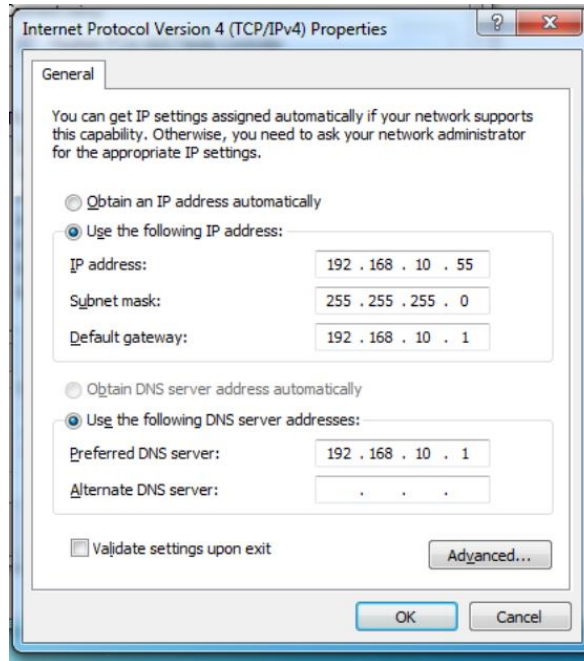 Internet Protocol Version 4 (TCP/IPv4) Properties
General
You can get IP settings assigned automatically if your network supports
this capability. Otherwise, you need to ask your network administrator
for the appropriate IP settings.
Obtain an IP address automatically
Use the following IP address:
IP address: 192 . 168 . 10 . 55
Subnet mask: 255 . 255 . 255 . 0
Default gateway: 192 . 168 . 10 . 1
Obtain DNS server address automatically
Use the following DNS server addresses:
Preferred DNS server: 192 . 168 . 10 . 1
Alternate DNS server: . . .
Validate settings upon exit
Advanced...
OK Cancel